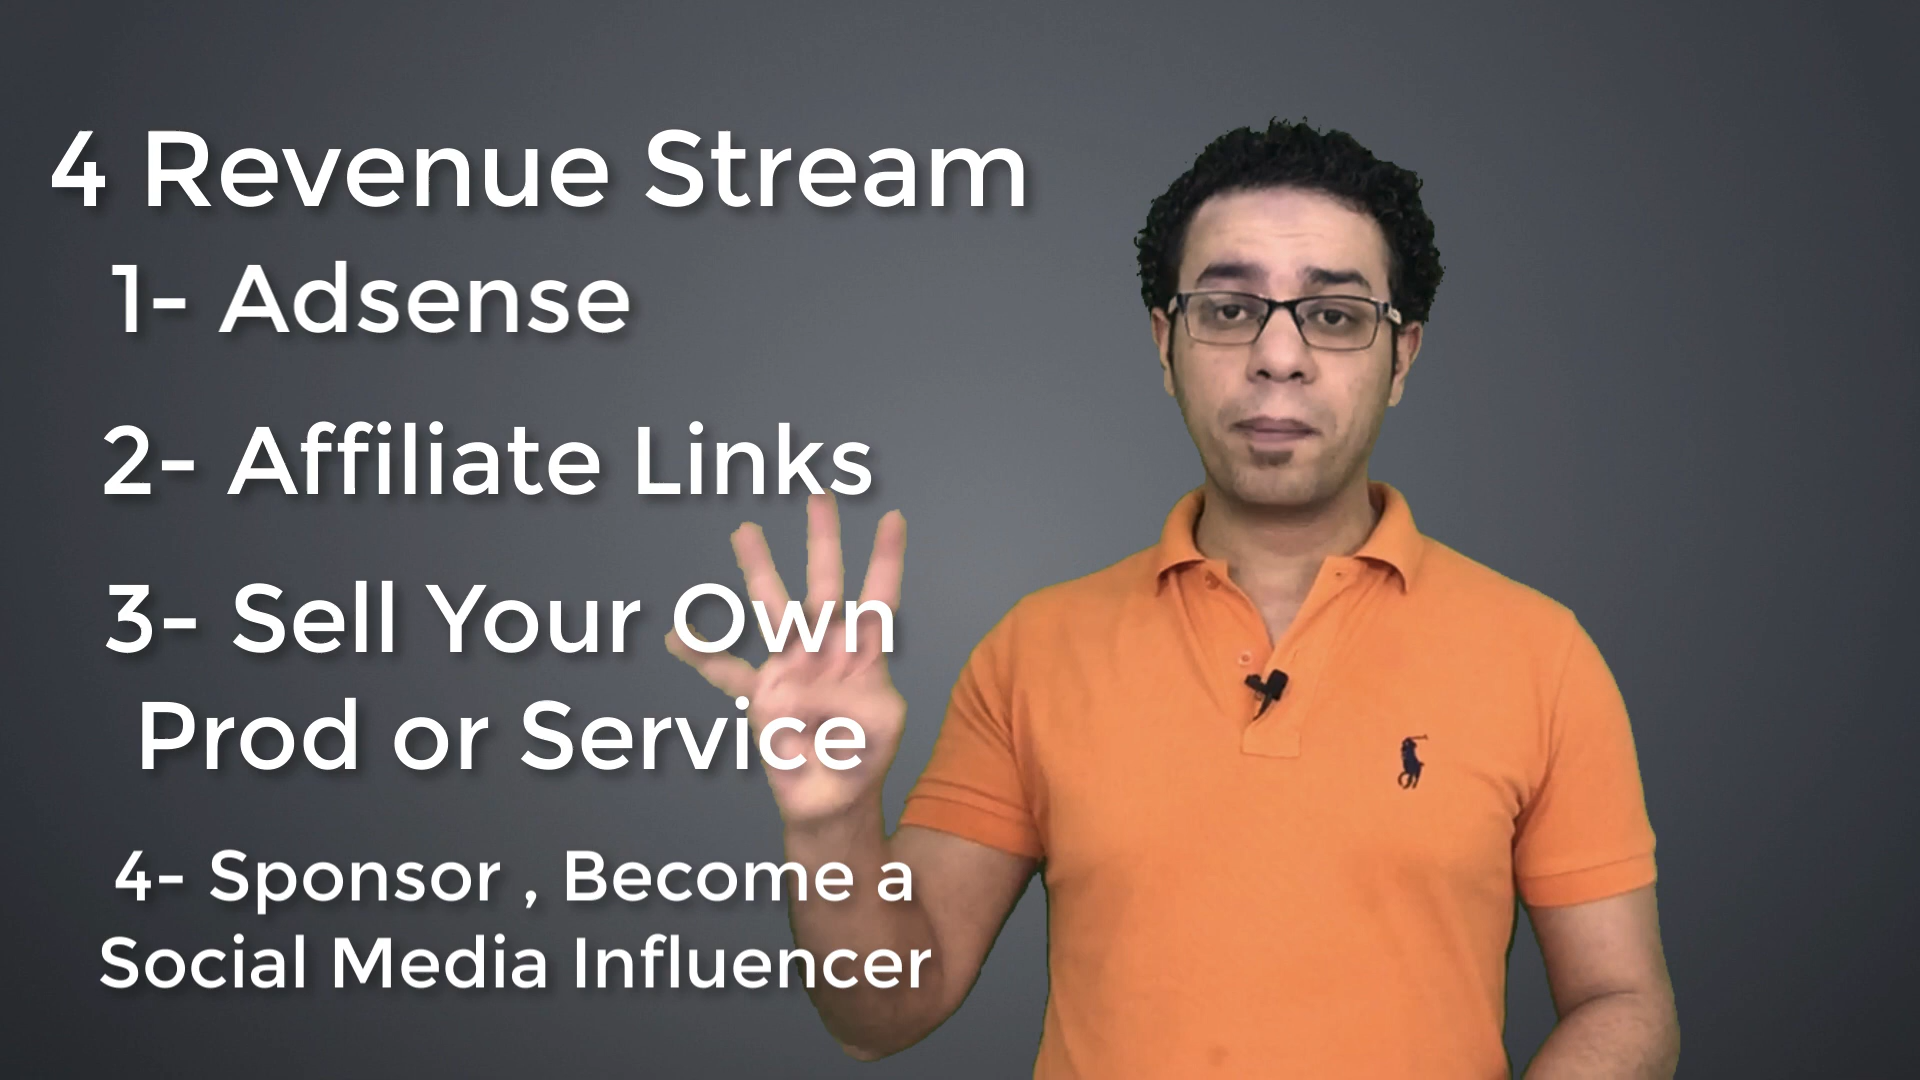 4 Revenue Stream
1- Adsense
2- Affiliate Links
3- Sell Your Own
Prod or Service
4- Sponsor , Become a
Social Media Influencer